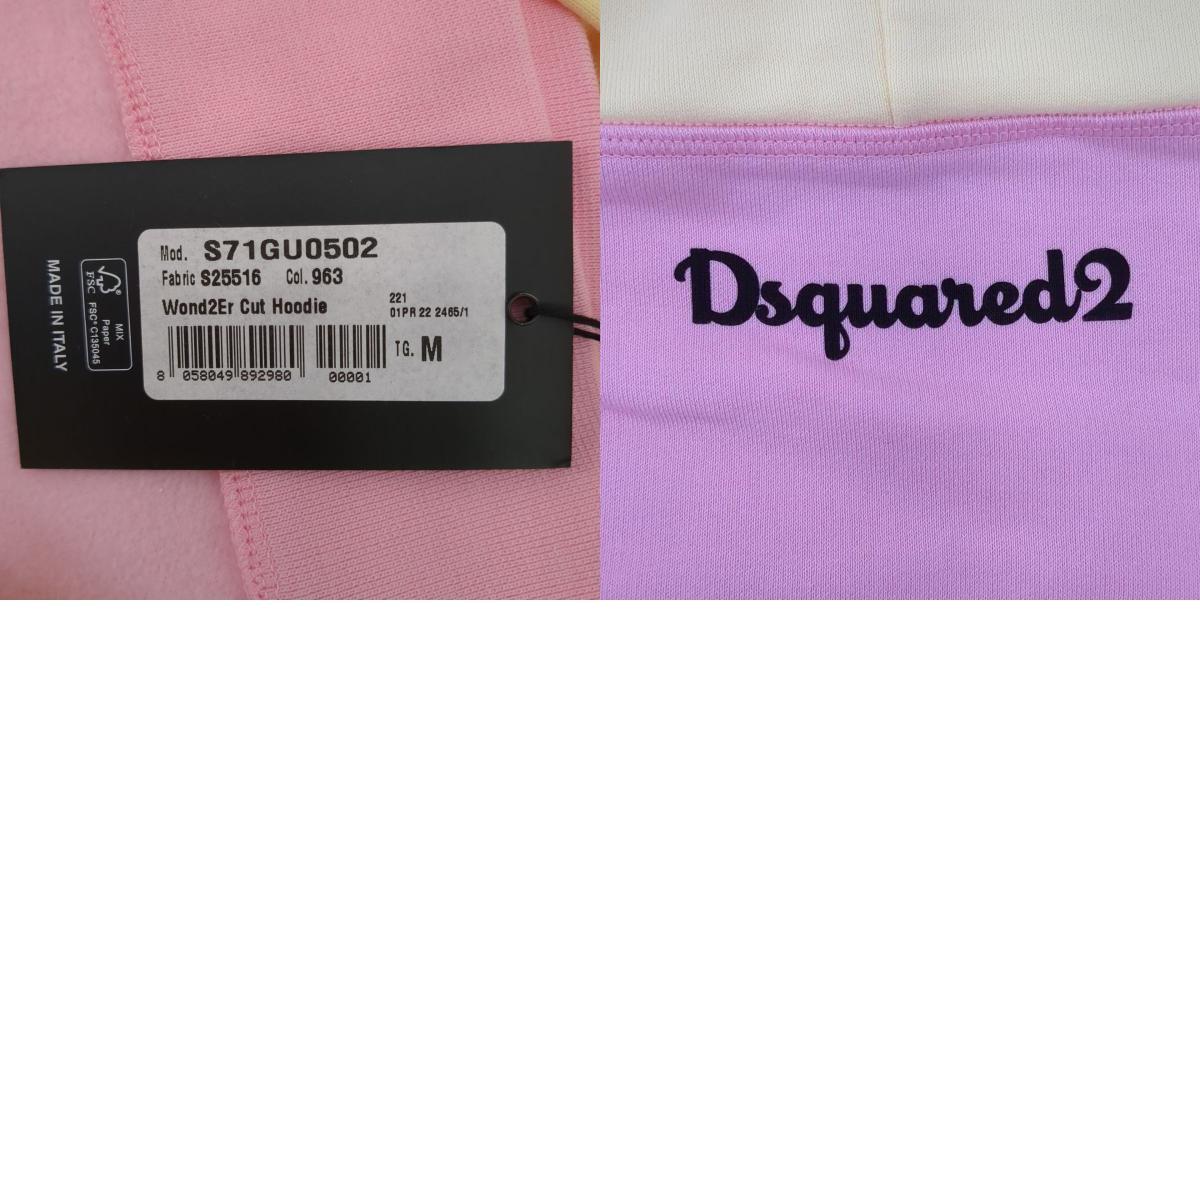 Mod. S71GU0502
Fabric S25516 Col. 963
Wond2Er Cut Hoodie
221
01PR 22 2465/1
TG. M
8 058049 892980 00001
MADE IN ITALY
FSC
MIX
Paper
FSC® C135045
Dsquared2